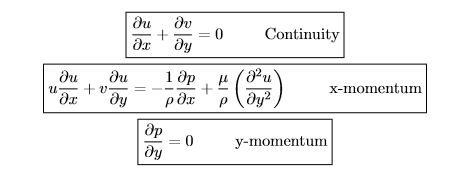 ∂u/∂x + ∂v/∂y = 0 Continuity
u ∂u/∂x + v ∂u/∂y = −1/ρ ∂p/∂x + μ/ρ (∂²u/∂y²) x-momentum
∂p/∂y = 0 y-momentum